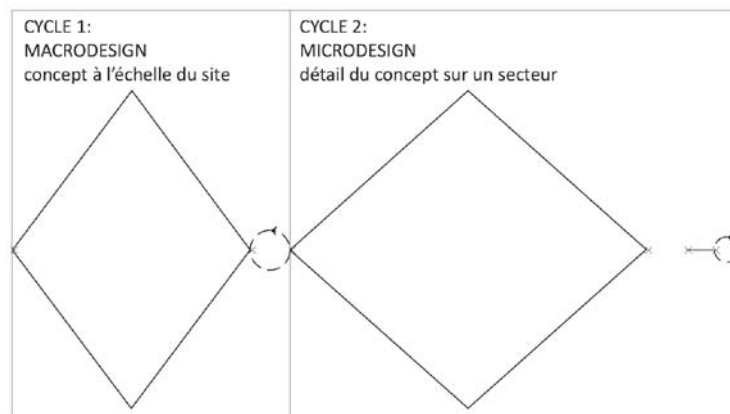 CYCLE 1:
MACRODESIGN
concept à l'échelle du site
CYCLE 2:
MICRODESIGN
détail du concept sur un secteur